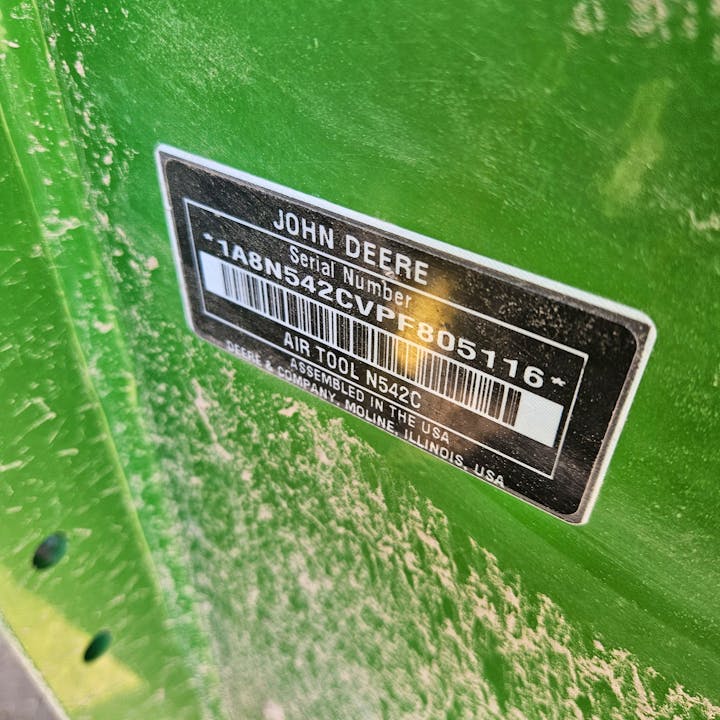 JOHN DEERE
Serial Number
*1A8N542CVPF805116*
AIR TOOL N542C
ASSEMBLED IN THE USA
DEERE & COMPANY, MOLINE, ILLINOIS, USA